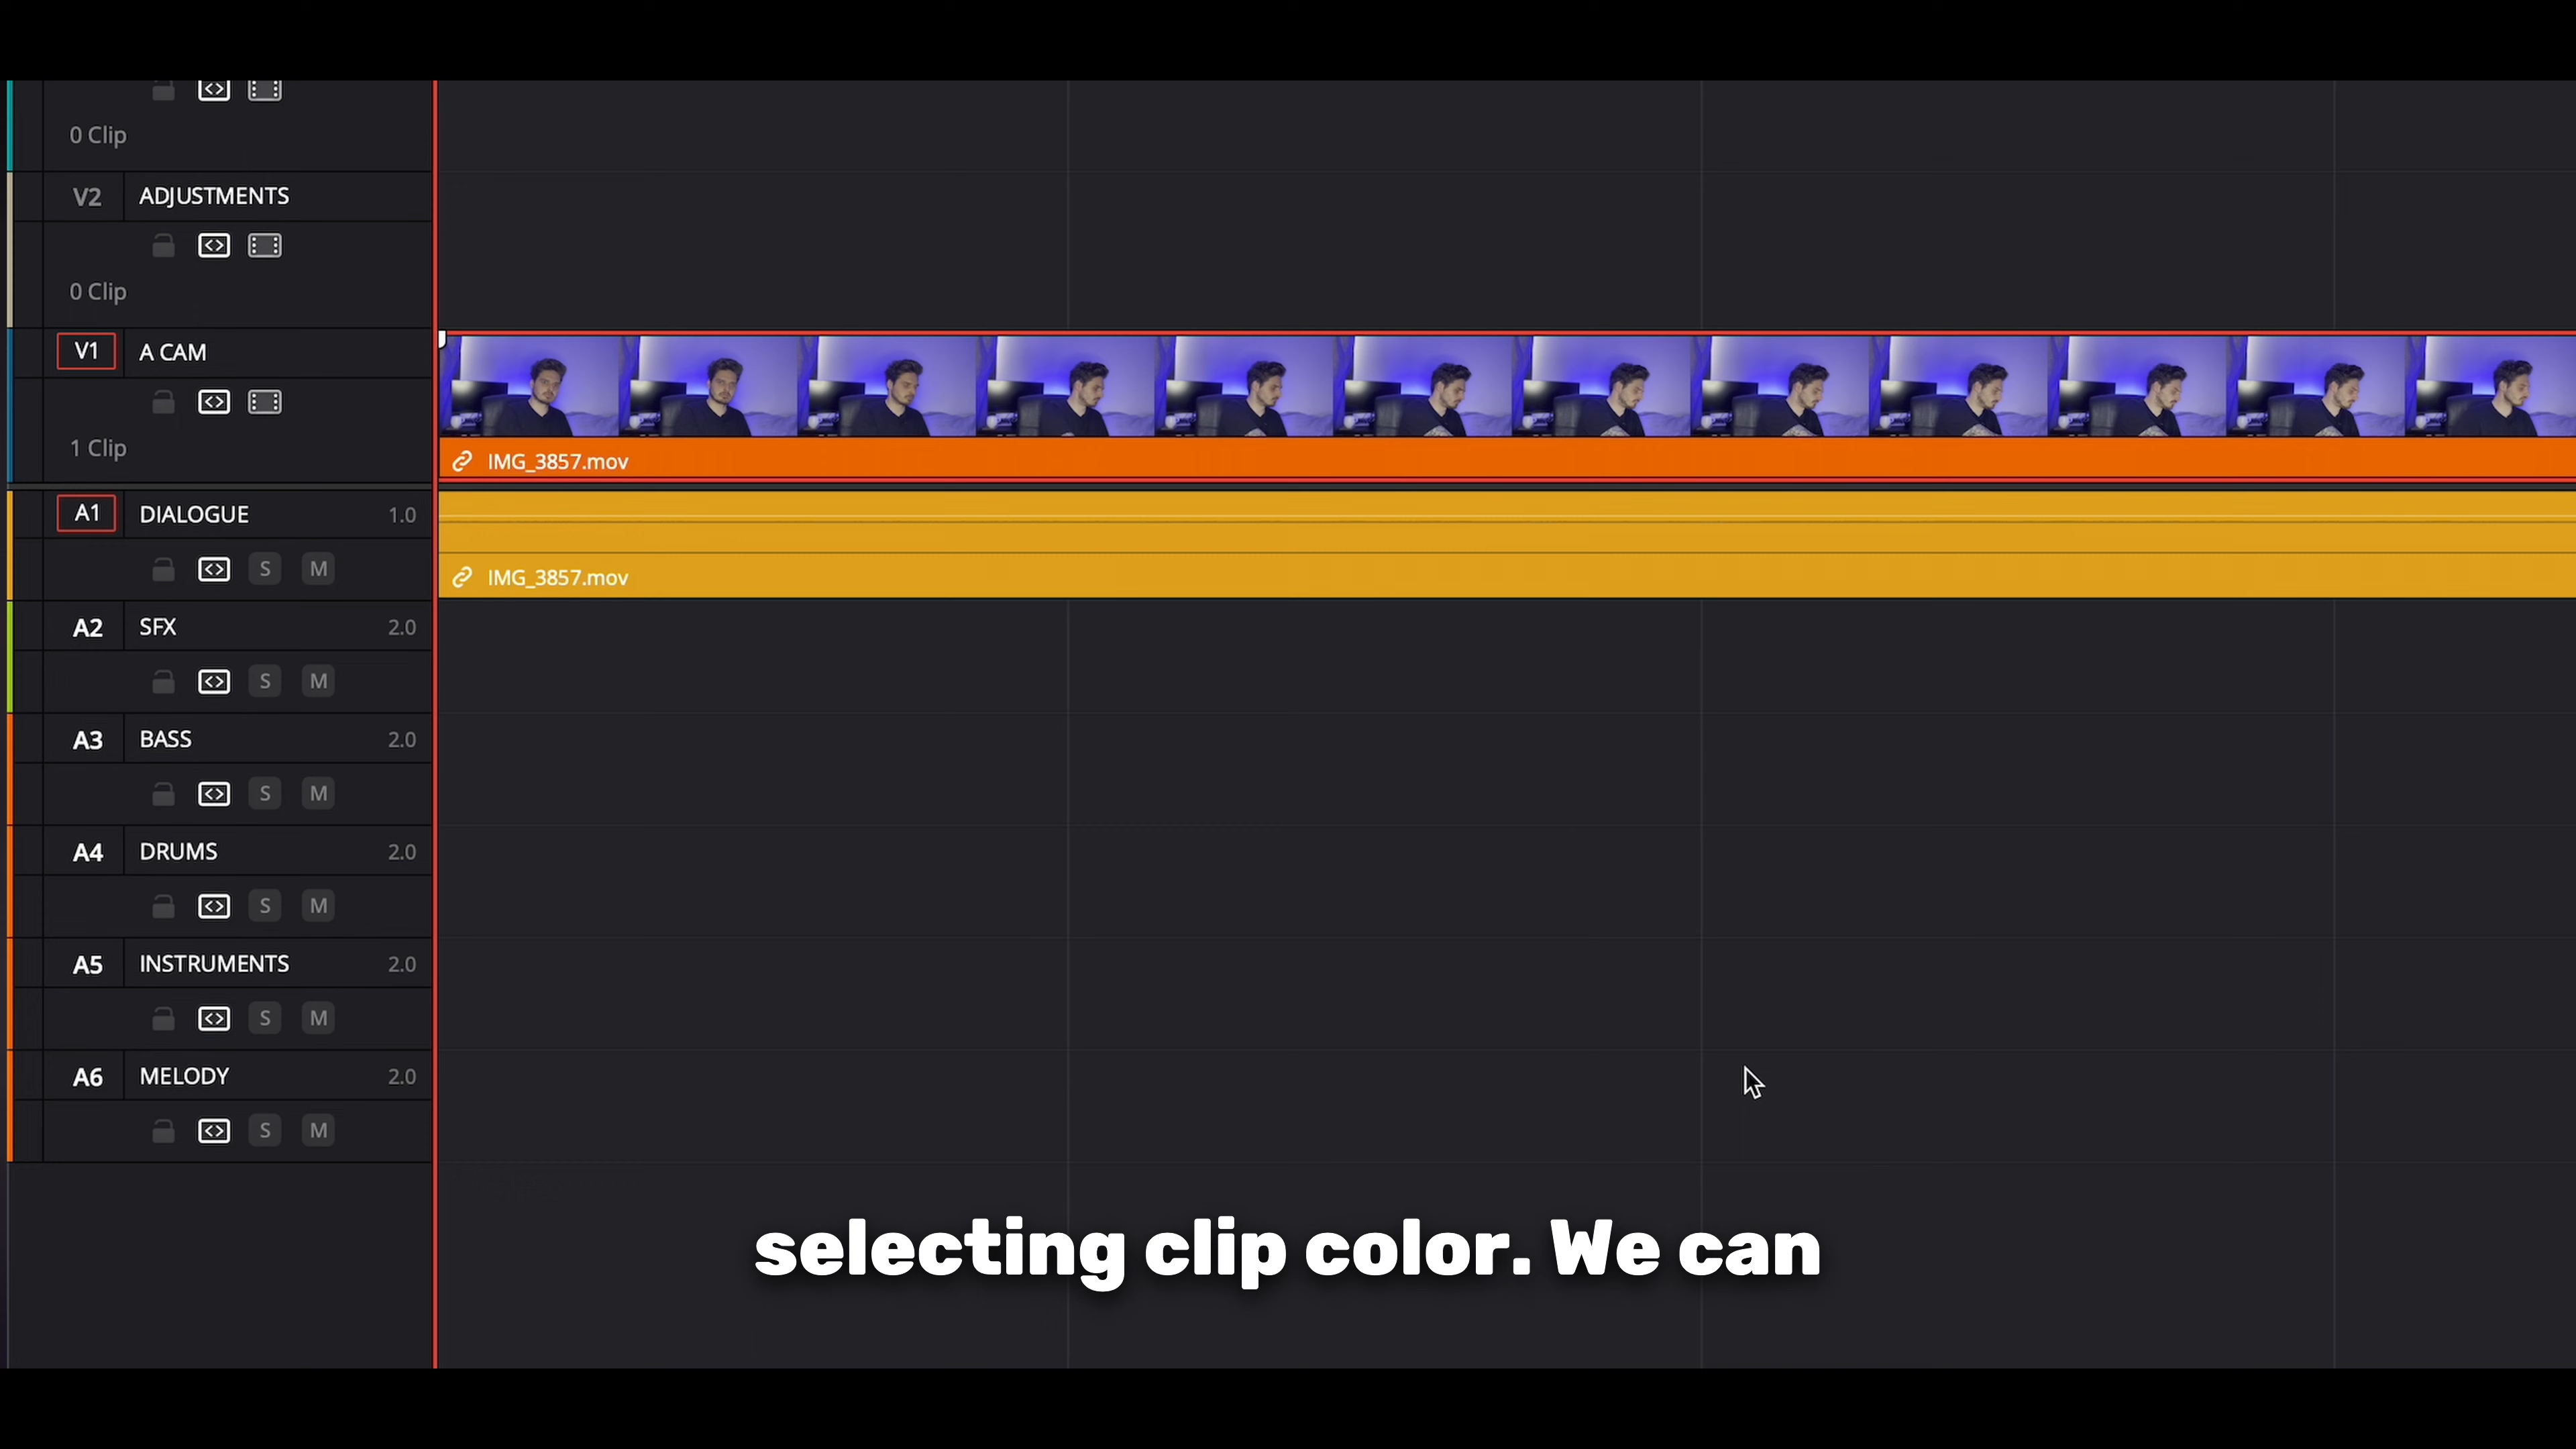 0 Clip
V2 ADJUSTMENTS
0 Clip
V1 A CAM
1 Clip
IMG_3857.mov
A1 DIALOGUE 1.0
S M
IMG_3857.mov
A2 SFX 2.0
S M
A3 BASS 2.0
S M
A4 DRUMS 2.0
S M
A5 INSTRUMENTS 2.0
S M
A6 MELODY 2.0
S M
selecting clip color. We can